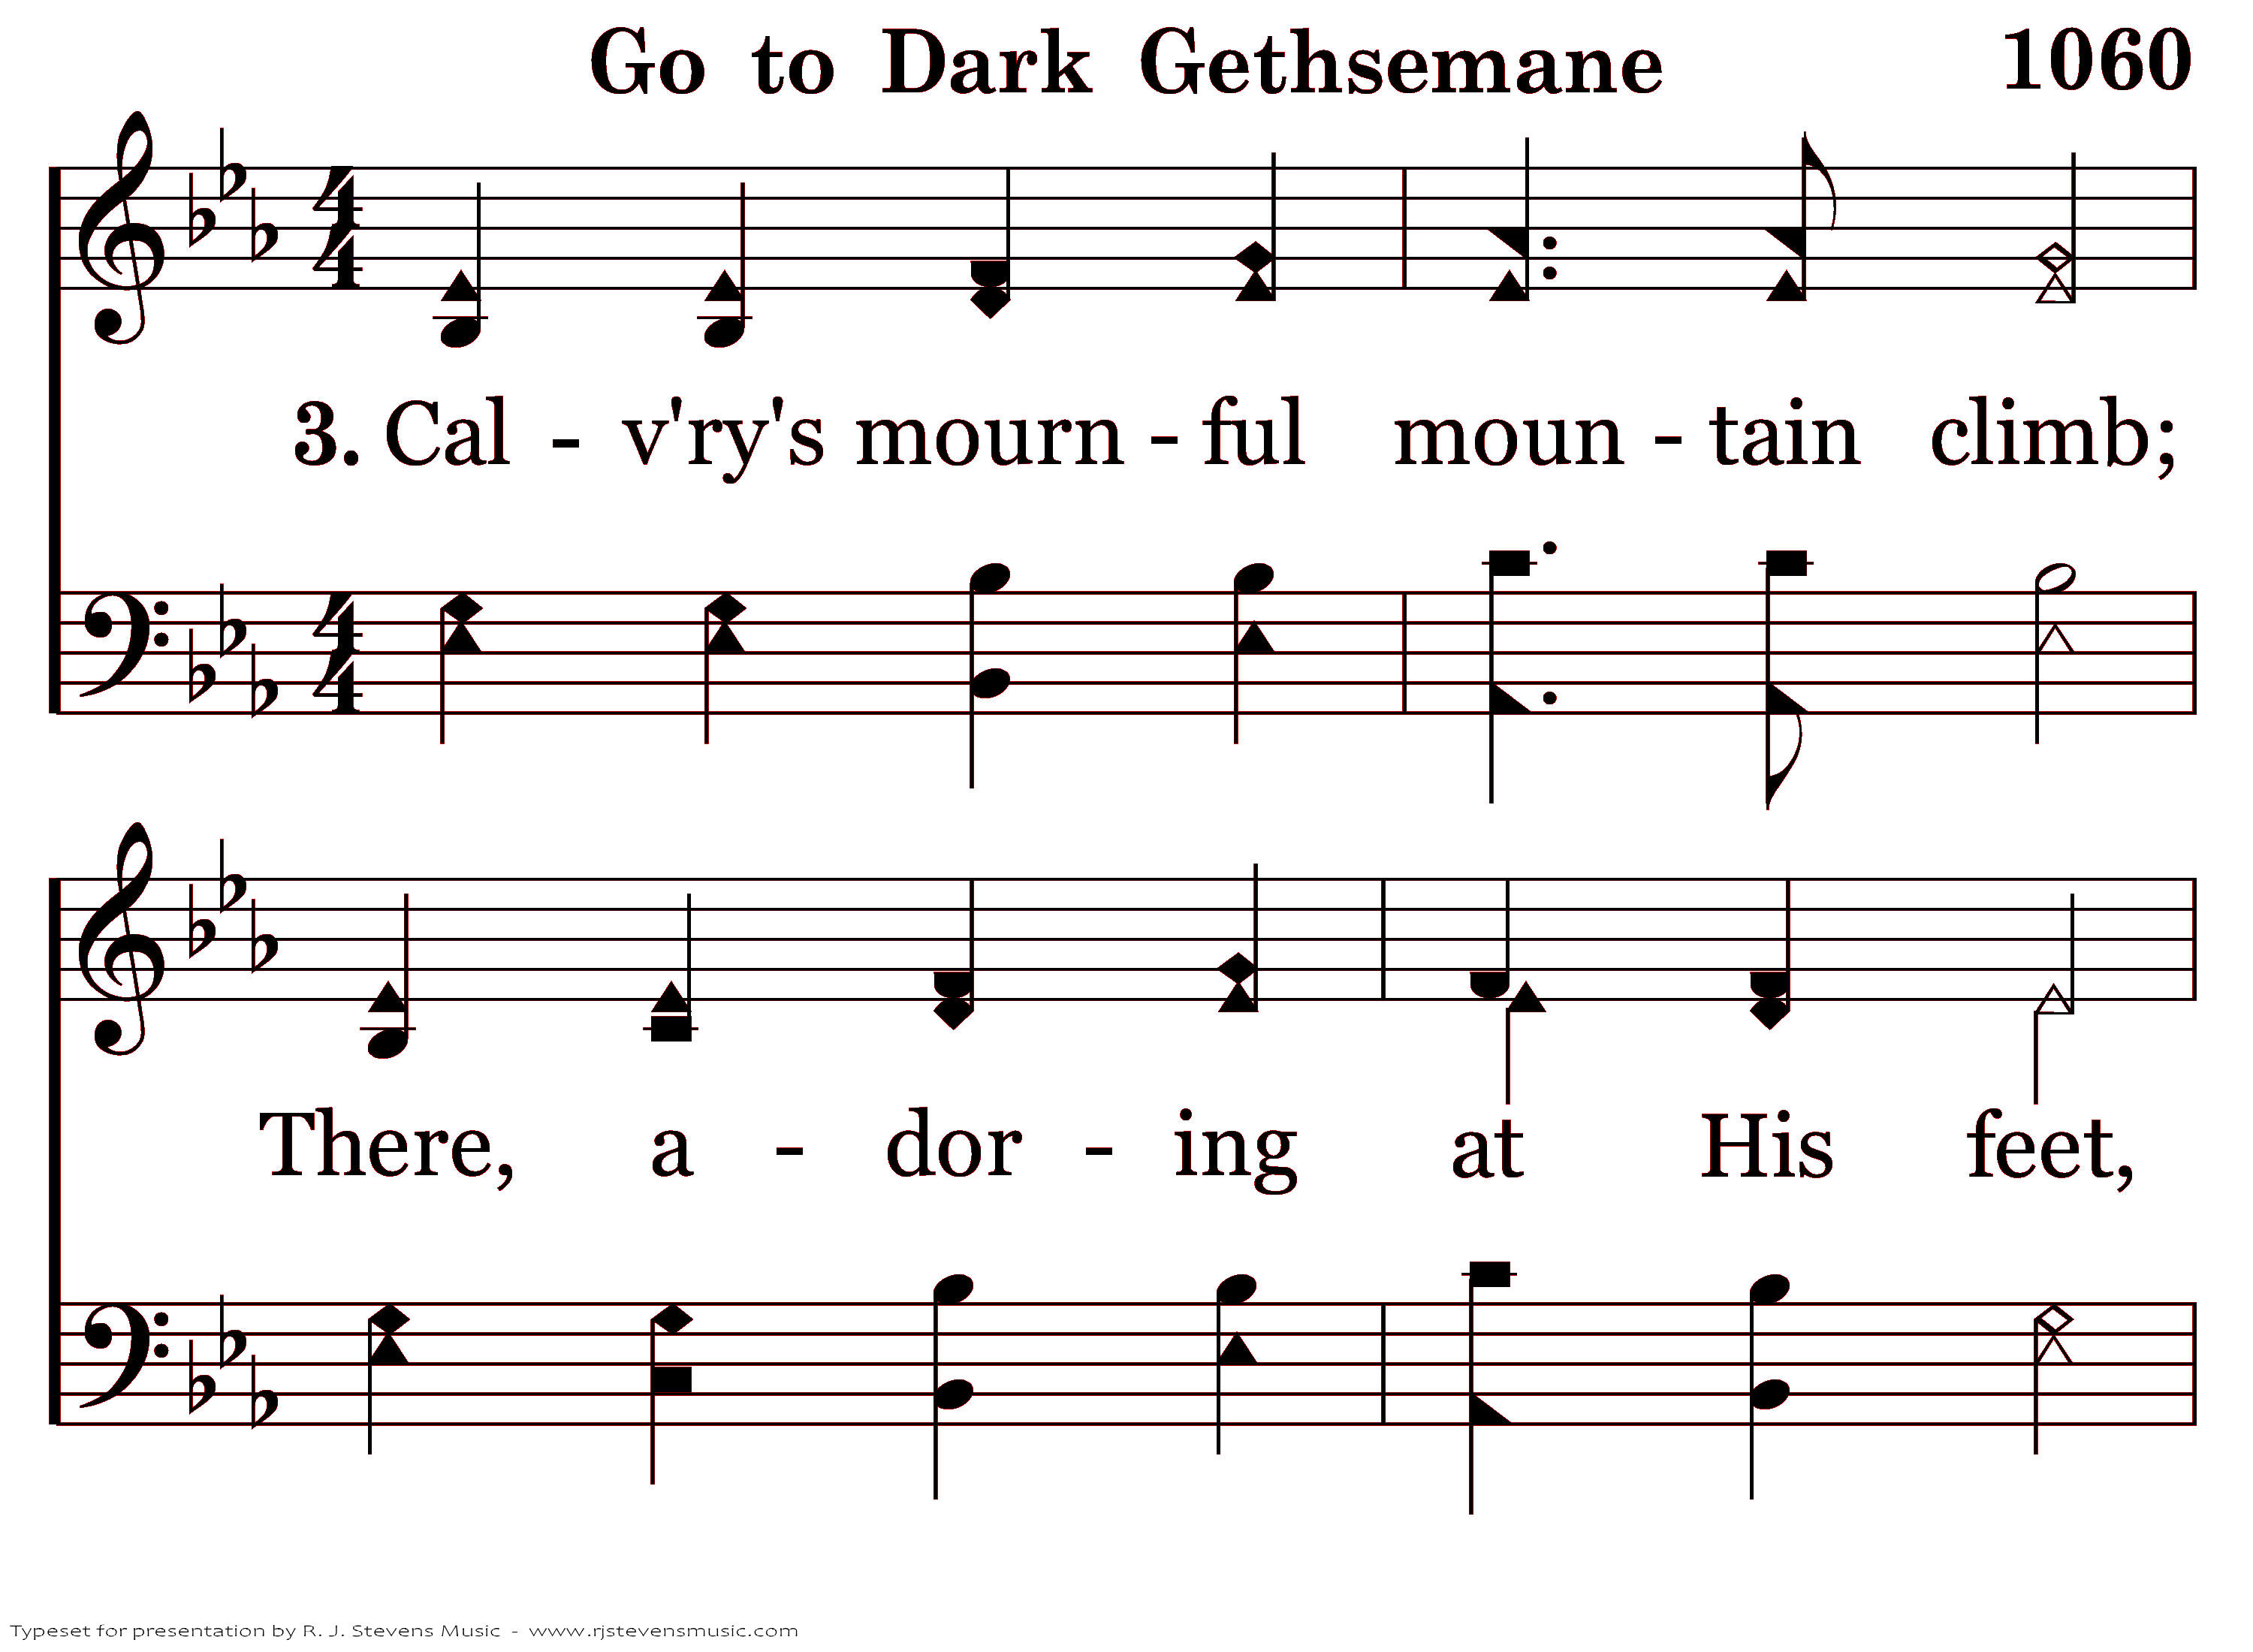 Go to Dark Gethsemane 1060
3. Cal - v'ry's mourn - ful moun - tain climb;
There, a - dor - ing at His feet,
Typeset for presentation by R. J. Stevens Music - www.rjstevensmusic.com